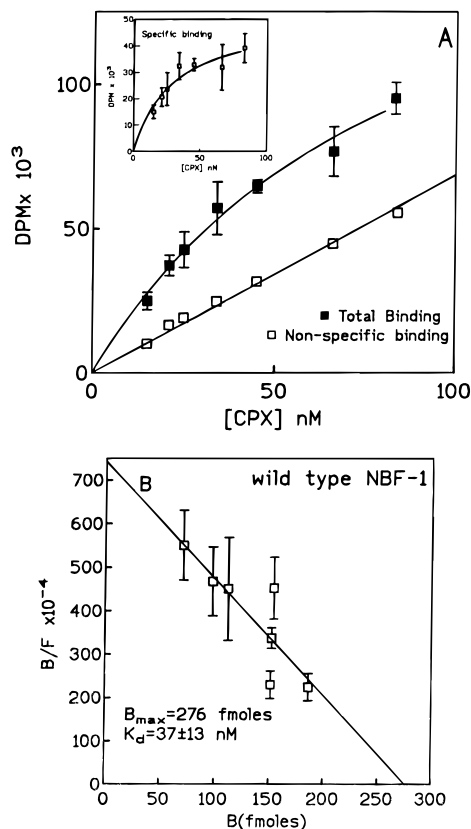 A
Specific binding
50
40
30
20
10
0
DPM x 10³
0 50 100
[CPX] nM
100
50
0
DPMx 10³
■ Total Binding
□ Non-specific binding
0 50 100
[CPX] nM
B wild type NBF-1
700
600
500
400
300
200
100
0
B/F x10⁻⁴
Bmax=276 fmoles
Kd=37±13 nM
0 50 100 150 200 250 300
B(fmoles)